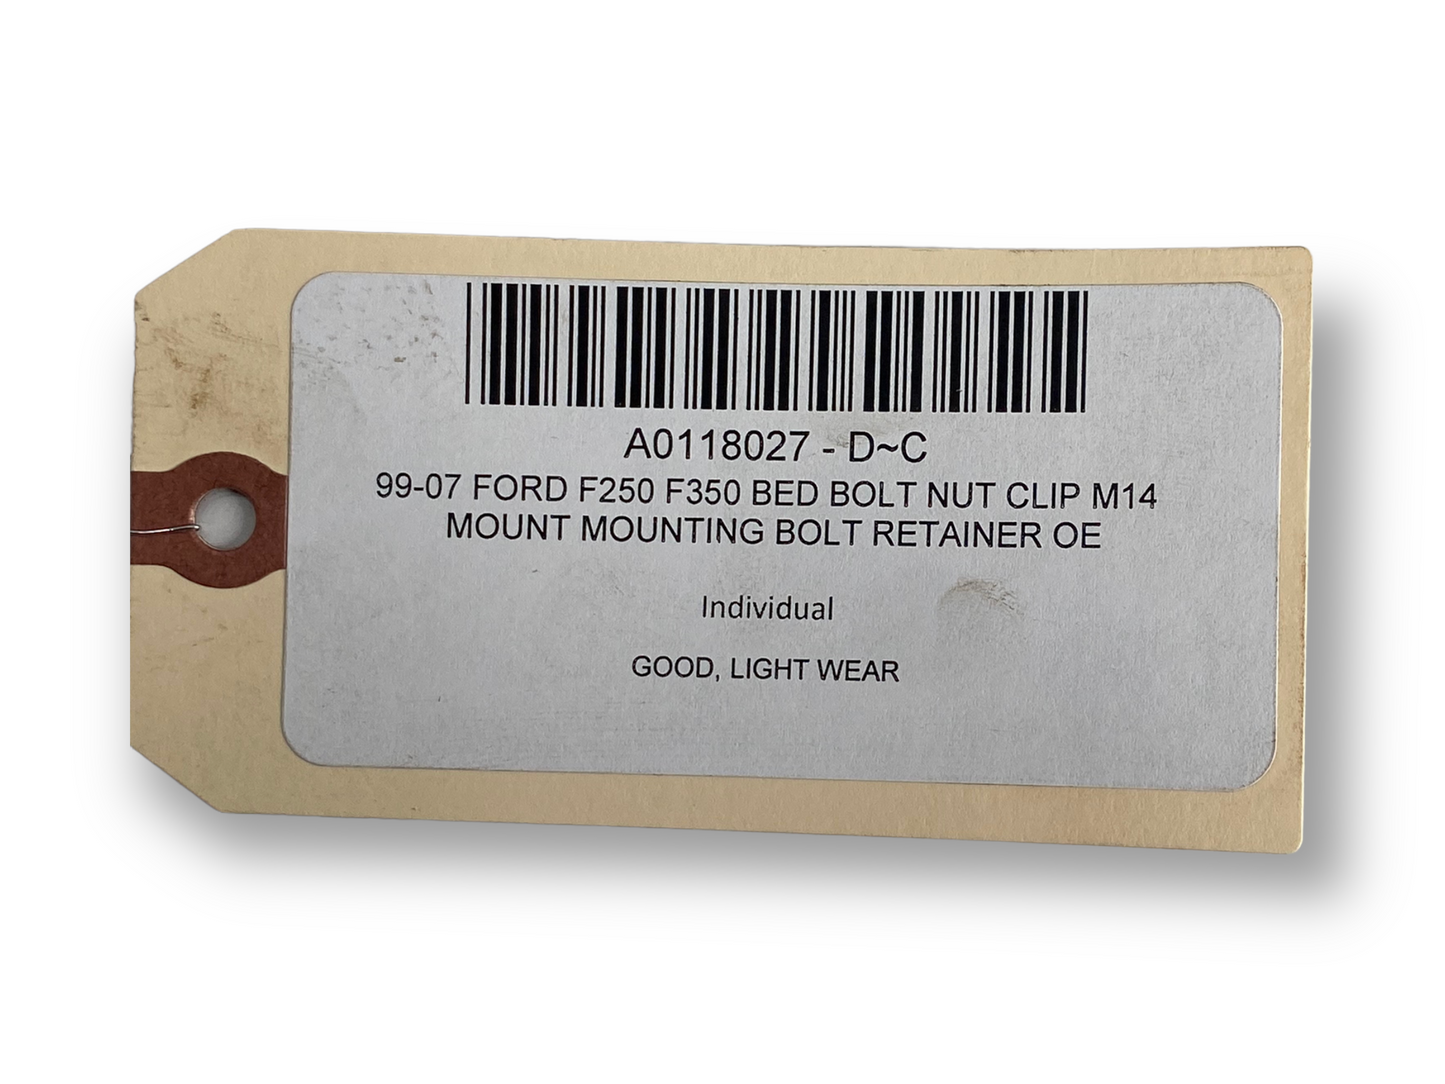 A0118027 - D~C
99-07 FORD F250 F350 BED BOLT NUT CLIP M14
MOUNT MOUNTING BOLT RETAINER OE
Individual
GOOD, LIGHT WEAR